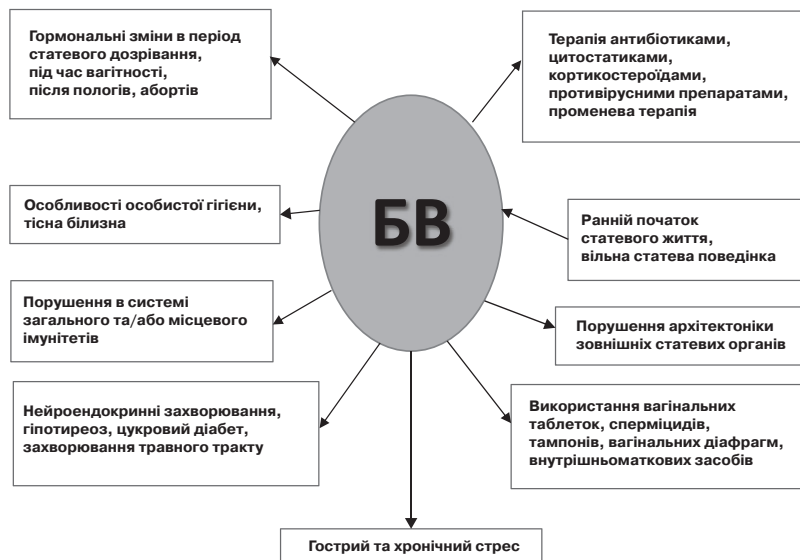 Гормональні зміни в період
статевого дозрівання,
під час вагітності,
після пологів, абортів
Терапія антибіотиками,
цитостатиками,
кортикостероїдами,
противірусними препаратами,
променева терапія
БВ
Особливості особистої гігієни,
тісна білизна
Ранній початок
статевого життя,
вільна статева поведінка
Порушення в системі
загального та/або місцевого
імунітетів
Порушення архітектоніки
зовнішніх статевих органів
Нейроендокринні захворювання,
гіпотиреоз, цукровий діабет,
захворювання травного тракту
Використання вагінальних
таблеток, сперміцидів,
тампонів, вагінальних діафрагм,
внутрішньоматкових засобів
Гострий та хронічний стрес